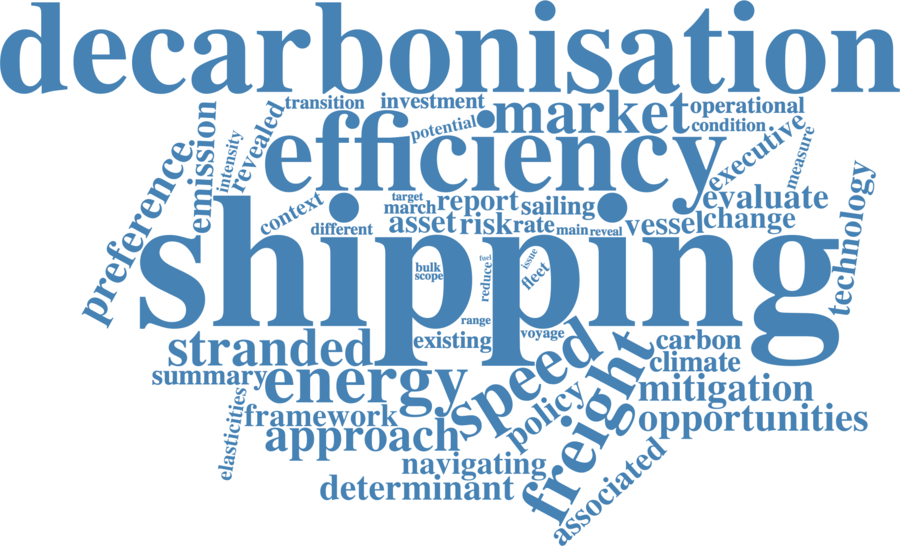 decarbonisation
transition investment market operational
potential condition
efficiency executive
measure
emission intensity revealed
preference
target march report sailing evaluate
context different asset risk rate main reveal vessel change
technology
shipping
bulk scope fuel reduce issue fleet
range voyage
stranded existing speed carbon
climate
summary energy mitigation
elasticities framework policy freight opportunities
approach
navigating
determinant associated